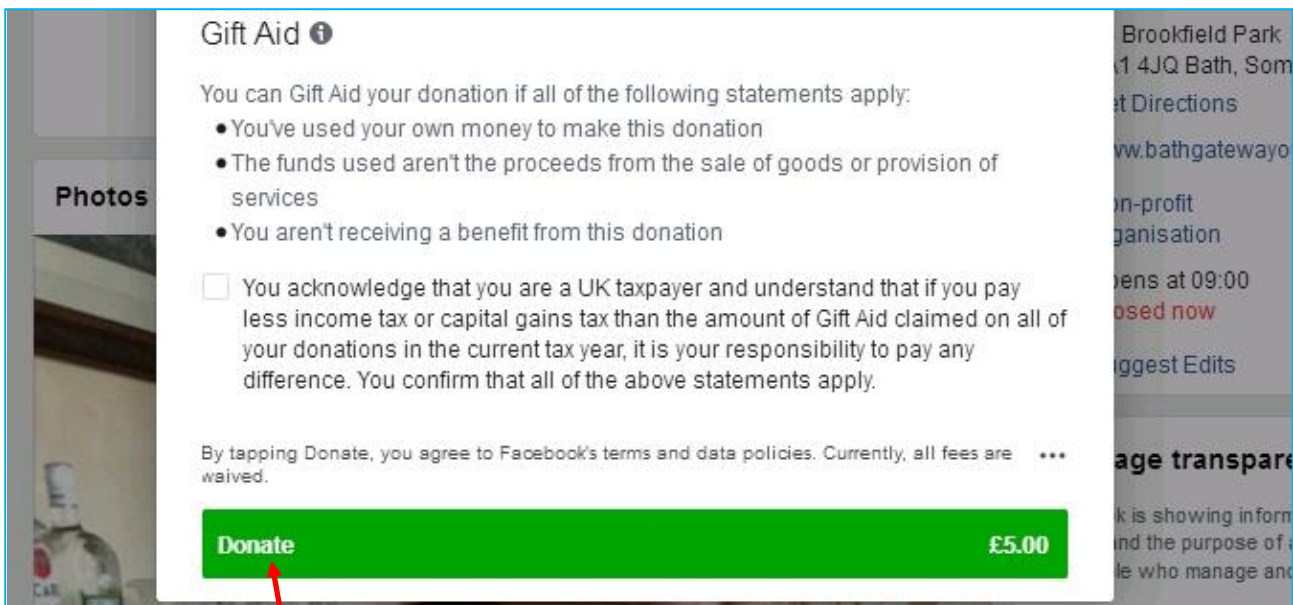 Gift Aid
You can Gift Aid your donation if all of the following statements apply:
• You've used your own money to make this donation
• The funds used aren't the proceeds from the sale of goods or provision of
services
• You aren't receiving a benefit from this donation
You acknowledge that you are a UK taxpayer and understand that if you pay
less income tax or capital gains tax than the amount of Gift Aid claimed on all of
your donations in the current tax year, it is your responsibility to pay any
difference. You confirm that all of the above statements apply.
By tapping Donate, you agree to Facebook's terms and data policies. Currently, all fees are
waived.
Donate £5.00
Photos
Brookfield Park
4JQ Bath, Som
Directions
on-profit
ganisation
ens at 09:00
osed now
ggest Edits
age transpare
k is showing inform
and the purpose of
le who manage and